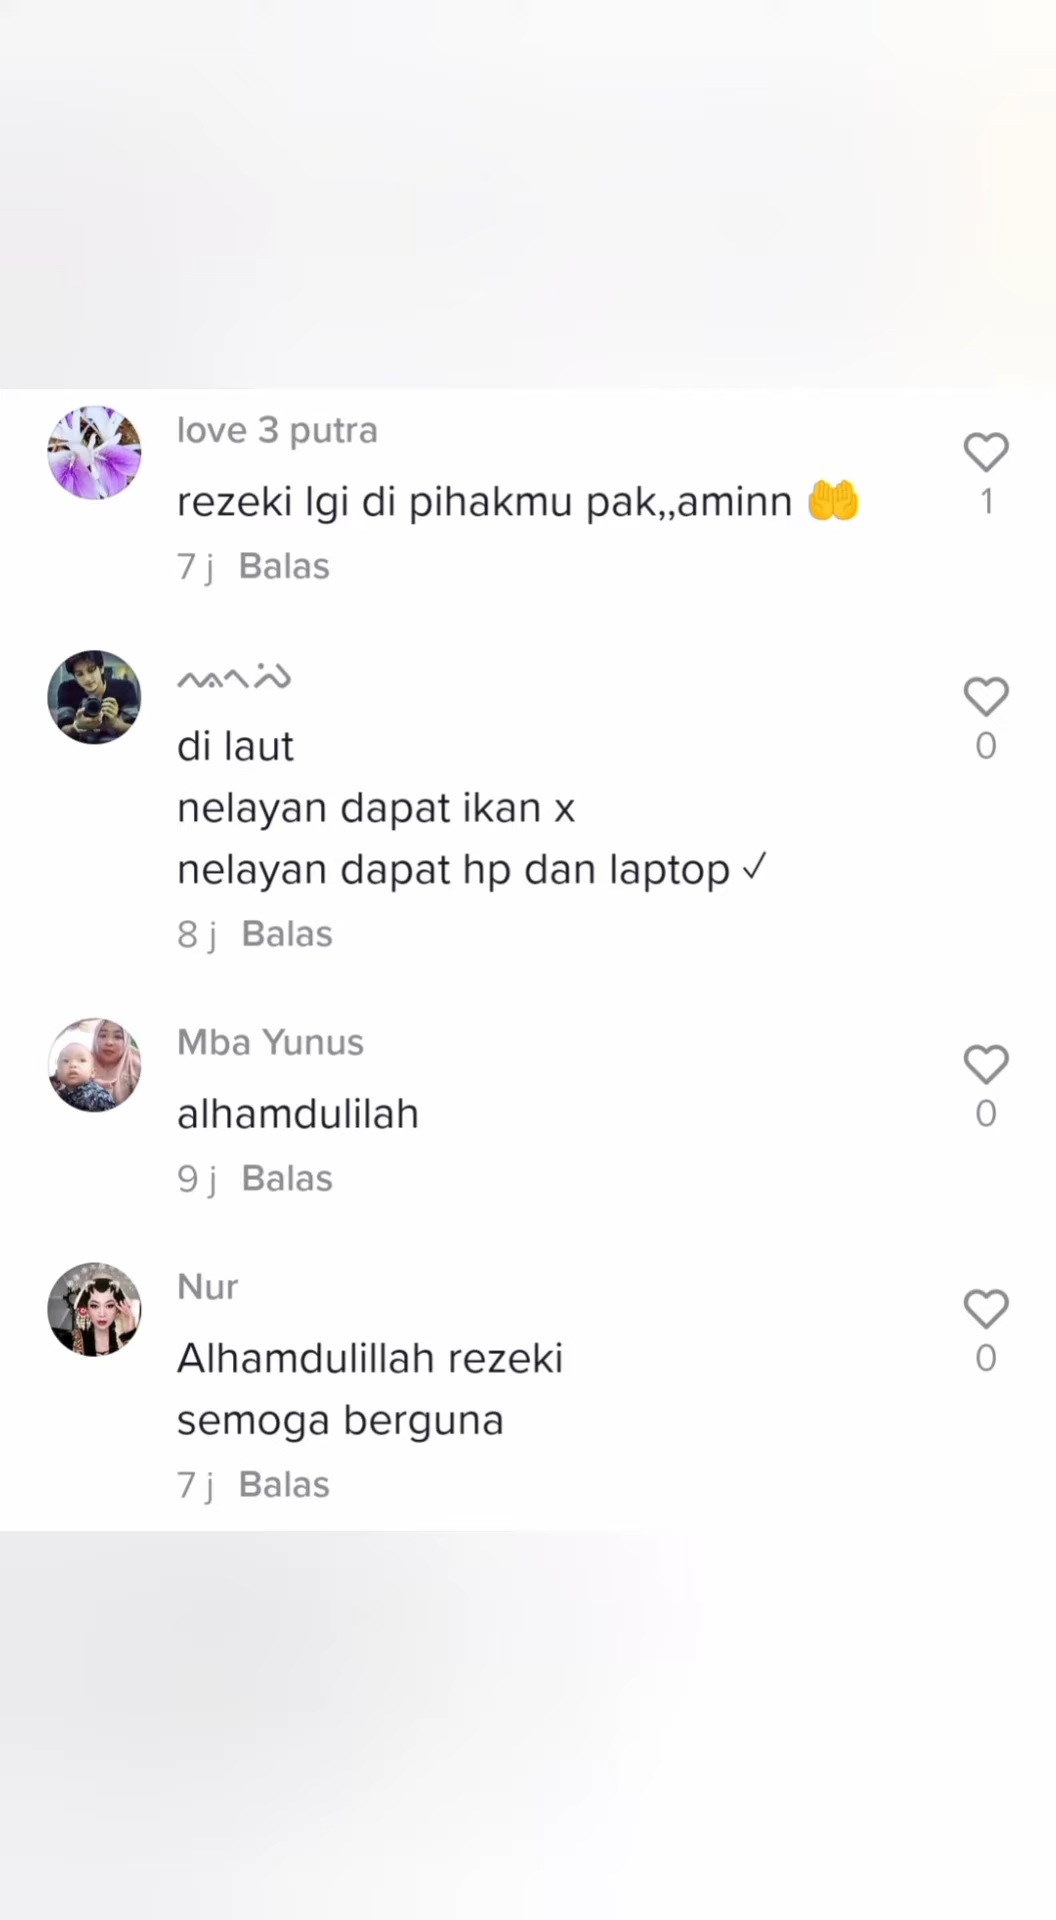 love 3 putra
rezeki lgi di pihakmu pak,,aminn 🤲
1
7 j Balas
ᨒᨊᨀᨗ
di laut
0
nelayan dapat ikan x
nelayan dapat hp dan laptop ✓
8 j Balas
Mba Yunus
alhamdulilah
0
9 j Balas
Nur
Alhamdulillah rezeki
0
semoga berguna
7 j Balas